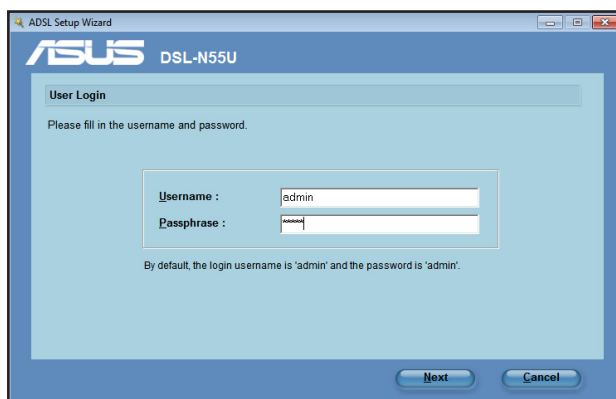 ADSL Setup Wizard
ASUS DSL-N55U
User Login
Please fill in the username and password.
Username : admin
Passphrase : *****
By default, the login username is 'admin' and the password is 'admin'.
Next Cancel